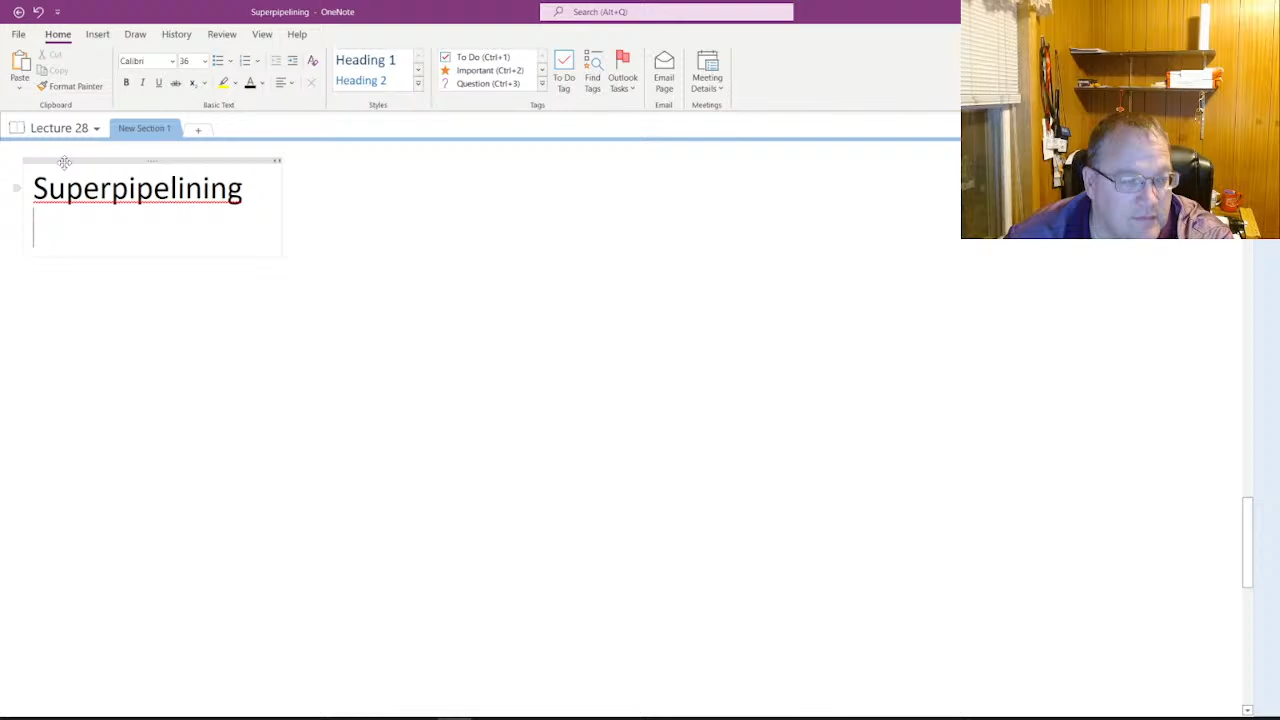 Superpipelining - OneNote
Search (Alt+Q)
File Home Insert Draw History Review View Help
Paste
Cut
Copy
Format Painter
Clipboard
Calibri
B I U ab
Basic Text
Heading 1
Heading 2
Styles
To Do (Ctrl+1)
Important (Ctrl+2)
Question (Ctrl+3)
Tags
To Do Tag
Find Tags
Outlook Tasks
Email Page
Email
Meeting Details
Meetings
Lecture 28
New Section 1
+
Superpipelining